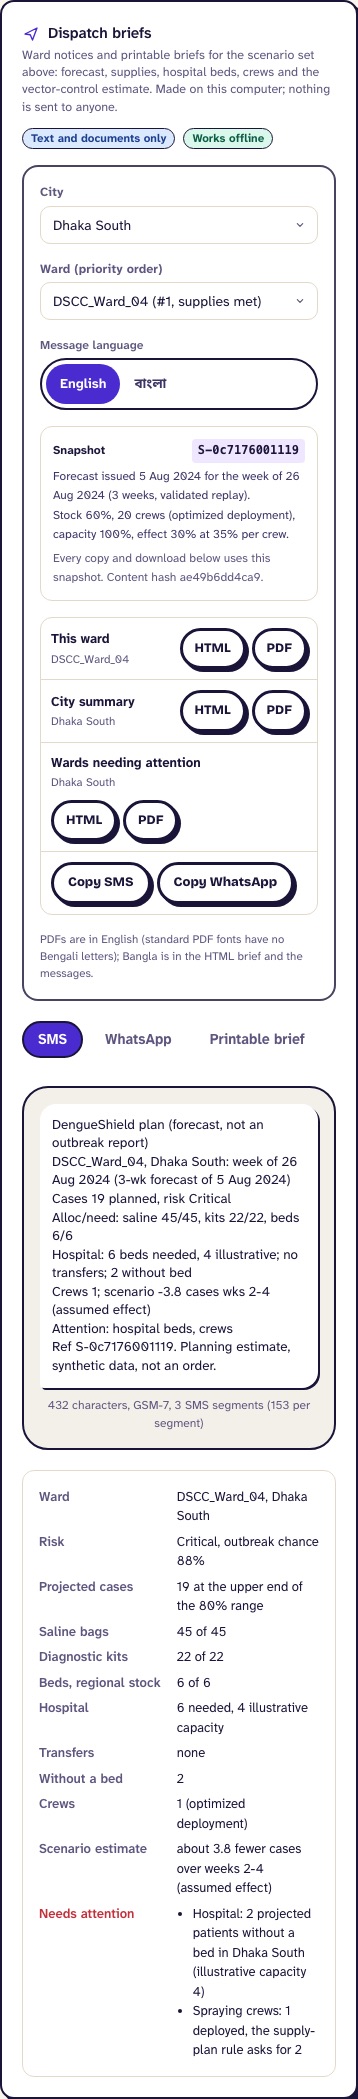 Dispatch briefs
Ward notices and printable briefs for the scenario set
above: forecast, supplies, hospital beds, crews and the
vector-control estimate. Made on this computer; nothing
is sent to anyone.
Text and documents only
Works offline
City
Dhaka South
Ward (priority order)
DSCC_Ward_04 (#1, supplies met)
Message language
English
বাংলা
Snapshot
S-0c7176001119
Forecast issued 5 Aug 2024 for the week of 26
Aug 2024 (3 weeks, validated replay).
Stock 60%, 20 crews (optimized deployment),
capacity 100%, effect 30% at 35% per crew.
Every copy and download below uses this
snapshot. Content hash ae49b6dd4ca9.
This ward
DSCC_Ward_04
HTML
PDF
City summary
Dhaka South
HTML
PDF
Wards needing attention
Dhaka South
HTML
PDF
Copy SMS
Copy WhatsApp
PDFs are in English (standard PDF fonts have no
Bengali letters); Bangla is in the HTML brief and the
messages.
SMS
WhatsApp
Printable brief
DengueShield plan (forecast, not an
outbreak report)
DSCC_Ward_04, Dhaka South: week of 26
Aug 2024 (3-wk forecast of 5 Aug 2024)
Cases 19 planned, risk Critical
Alloc/need: saline 45/45, kits 22/22, beds
6/6
Hospital: 6 beds needed, 4 illustrative; no
transfers; 2 without bed
Crews 1; scenario -3.8 cases wks 2-4
(assumed effect)
Attention: hospital beds, crews
Ref S-0c7176001119. Planning estimate,
synthetic data, not an order.
432 characters, GSM-7, 3 SMS segments (153 per
segment)
Ward
DSCC_Ward_04, Dhaka
South
Risk
Critical, outbreak chance
88%
Projected cases
19 at the upper end of
the 80% range
Saline bags
45 of 45
Diagnostic kits
22 of 22
Beds, regional stock
6 of 6
Hospital
6 needed, 4 illustrative
capacity
Transfers
none
Without a bed
2
Crews
1 (optimized
deployment)
Scenario estimate
about 3.8 fewer cases
over weeks 2-4
(assumed effect)
Needs attention
• Hospital: 2 projected
patients without a
bed in Dhaka South
(illustrative capacity
4)
• Spraying crews: 1
deployed, the supply-
plan rule asks for 2